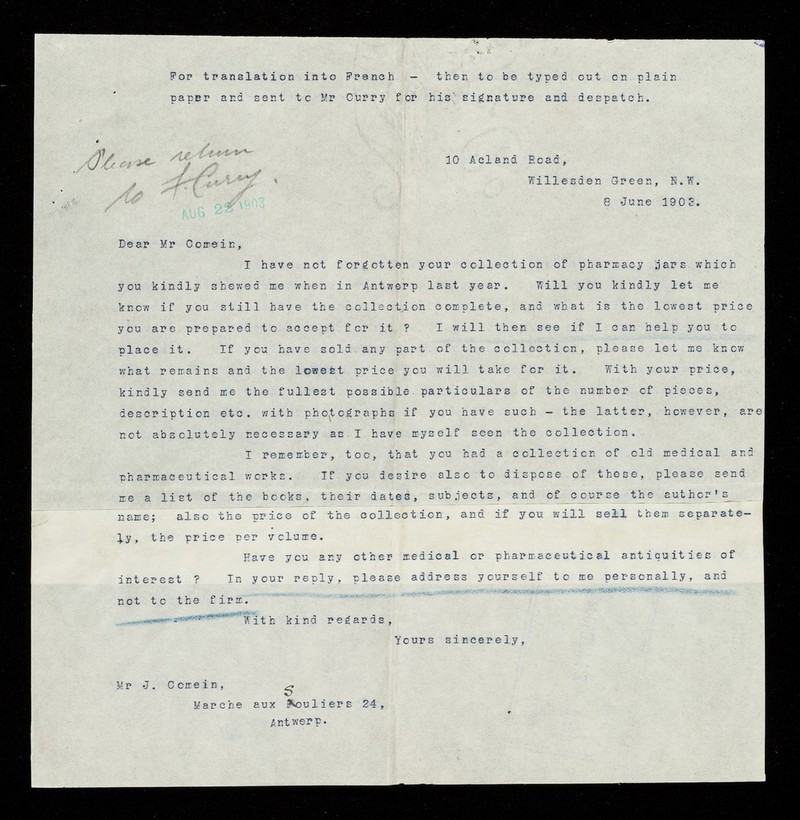 For translation into French - then to be typed out on plain
paper and sent to Mr Curry for his signature and despatch.
Please return
to F. Curry.
AUG 22 1903
10 Acland Road,
Willesden Green, N.W.
8 June 1903.
Dear Mr Comein,
I have not forgotten your collection of pharmacy jars which
you kindly shewed me when in Antwerp last year. Will you kindly let me
know if you still have the collection complete, and what is the lowest price
you are prepared to accept for it ? I will then see if I can help you to
place it. If you have sold any part of the collection, please let me know
what remains and the lowest price you will take for it. With your price,
kindly send me the fullest possible particulars of the number of pieces,
description etc. with photographs if you have such - the latter, however, are
not absolutely necessary as I have myself seen the collection.
I remember, too, that you had a collection of old medical and
pharmaceutical works. If you desire also to dispose of these, please send
me a list of the books, their dates, subjects, and of course the author's
name; also the price of the collection, and if you will sell them separate-
ly, the price per volume.
Have you any other medical or pharmaceutical antiquities of
interest ? In your reply, please address yourself to me personally, and
not to the firm.
With kind regards,
Yours sincerely,
Mr J. Comein,
Marche aux Souliers 24,
Antwerp.